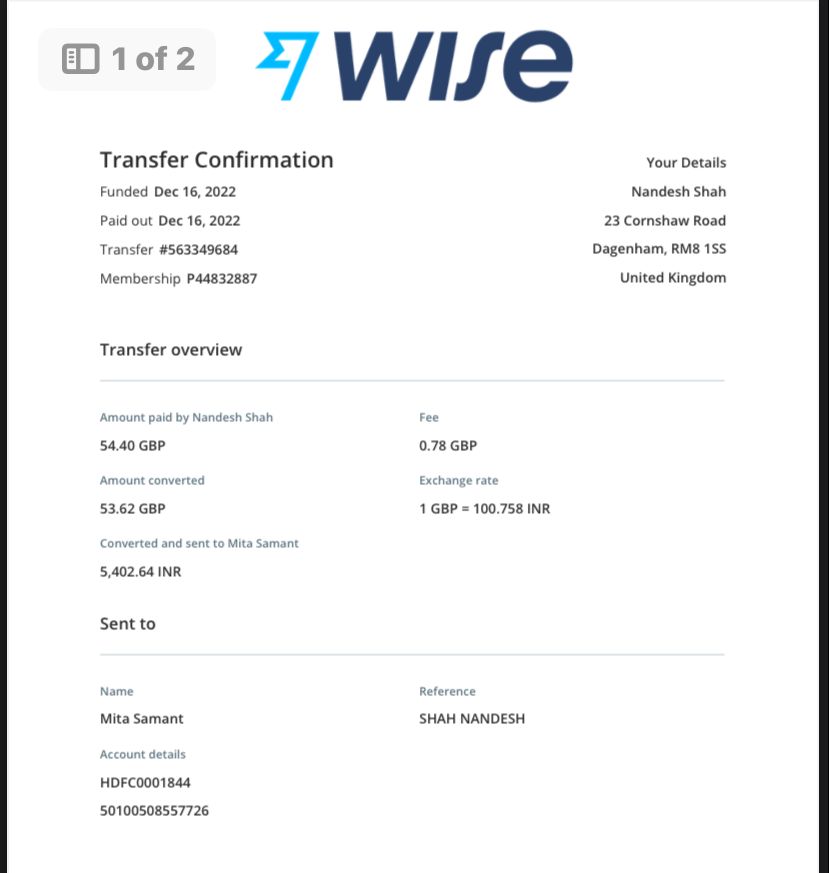 1 of 2
WISE
Transfer Confirmation
Funded Dec 16, 2022
Paid out Dec 16, 2022
Transfer #563349684
Membership P44832887
Your Details
Nandesh Shah
23 Cornshaw Road
Dagenham, RM8 1SS
United Kingdom
Transfer overview
Amount paid by Nandesh Shah
54.40 GBP
Fee
0.78 GBP
Amount converted
53.62 GBP
Exchange rate
1 GBP = 100.758 INR
Converted and sent to Mita Samant
5,402.64 INR
Sent to
Name
Mita Samant
Reference
SHAH NANDESH
Account details
HDFC0001844
50100508557726